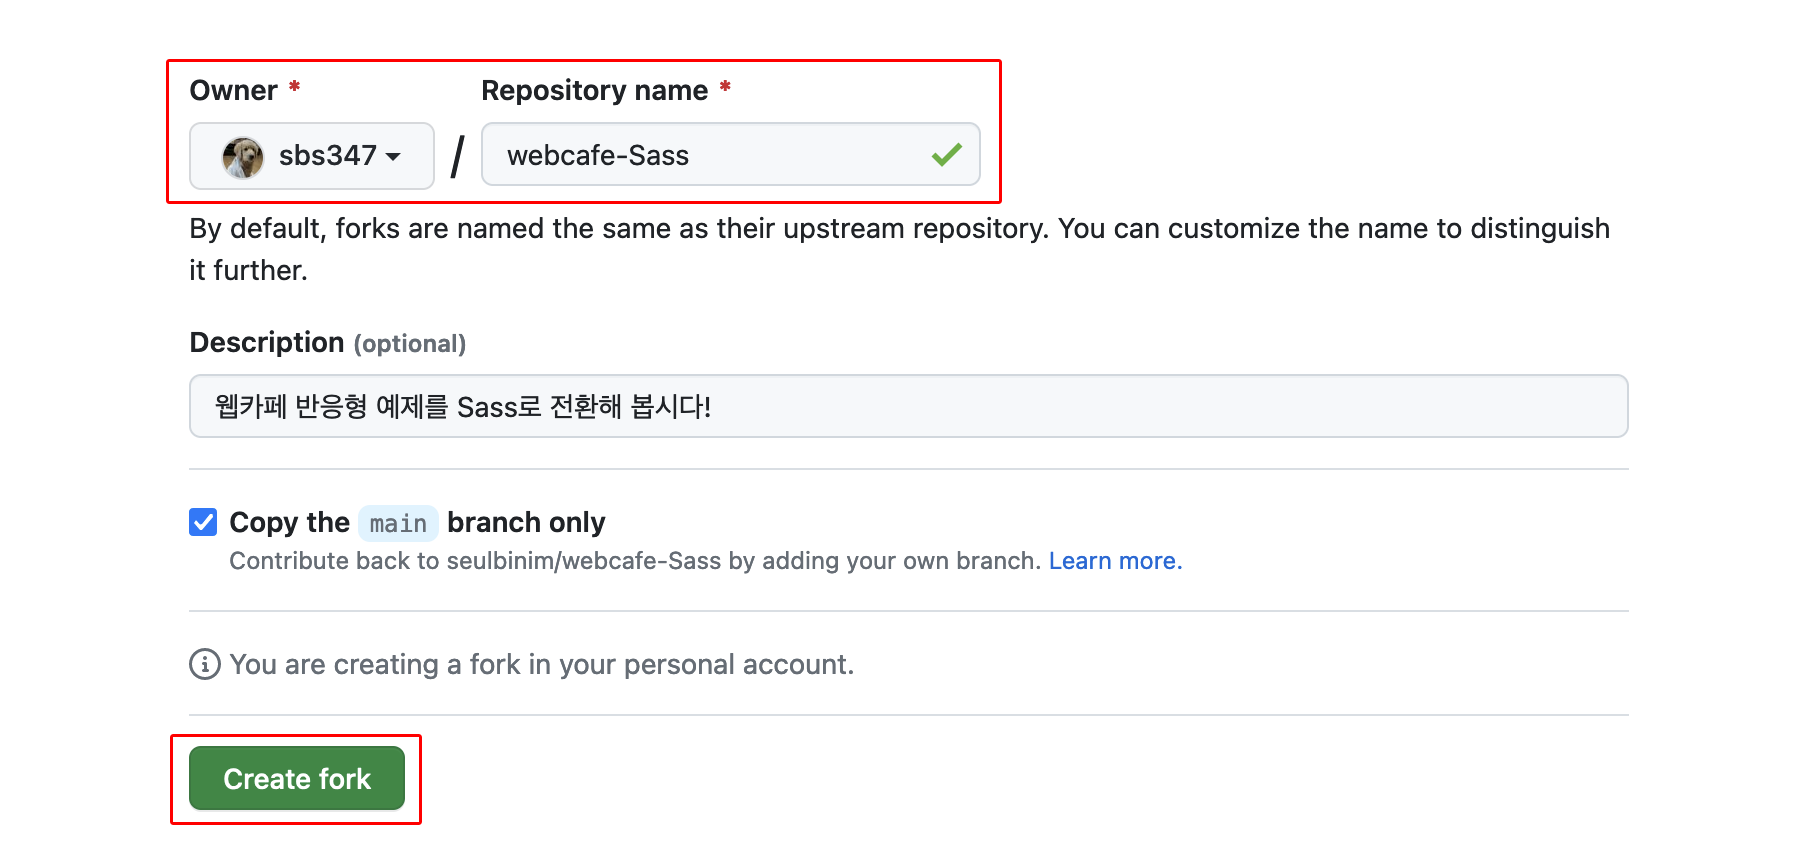 Owner * Repository name *
sbs347 / webcafe-Sass
By default, forks are named the same as their upstream repository. You can customize the name to distinguish
it further.
Description (optional)
웹카페 반응형 예제를 Sass로 전환해 봅시다!
Copy the main branch only
Contribute back to seulbinim/webcafe-Sass by adding your own branch. Learn more.
You are creating a fork in your personal account.
Create fork